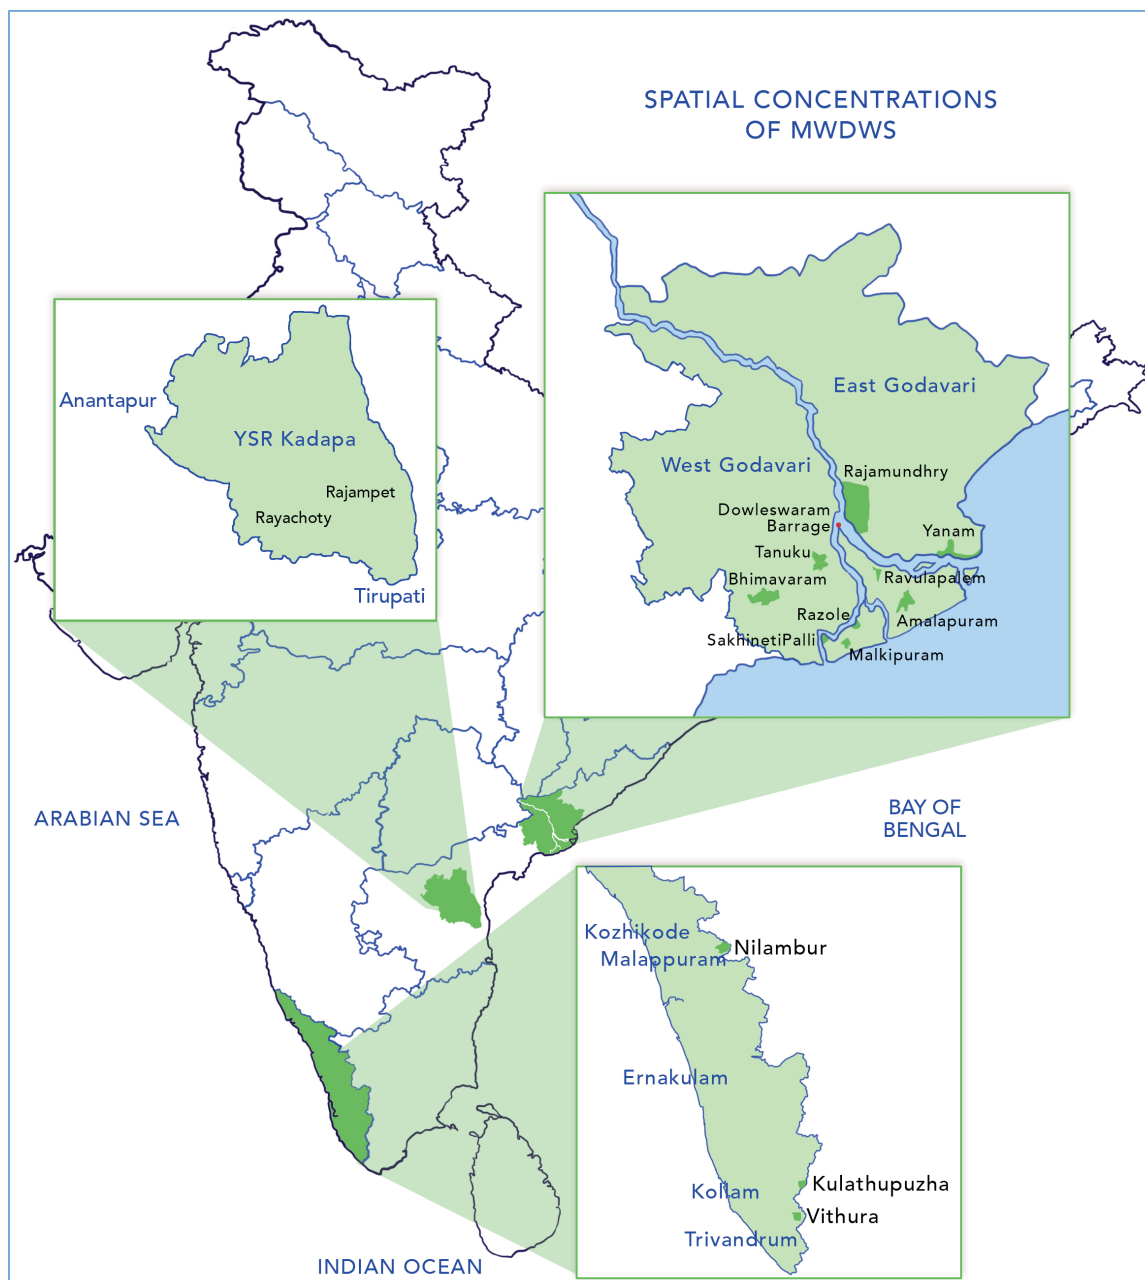 SPATIAL CONCENTRATIONS
OF MWDWS
Anantapur
YSR Kadapa
Rajampet
Rayachoty
Tirupati
East Godavari
West Godavari
Rajamundhry
Dowleswaram
Barrage
Yanam
Tanuku
Ravulapalem
Bhimavaram
Razole
Amalapuram
SakhinetiPalli
Malkipuram
ARABIAN SEA
BAY OF
BENGAL
Kozhikode
Nilambur
Malappuram
Ernakulam
Kollam
Kulathupuzha
Vithura
Trivandrum
INDIAN OCEAN